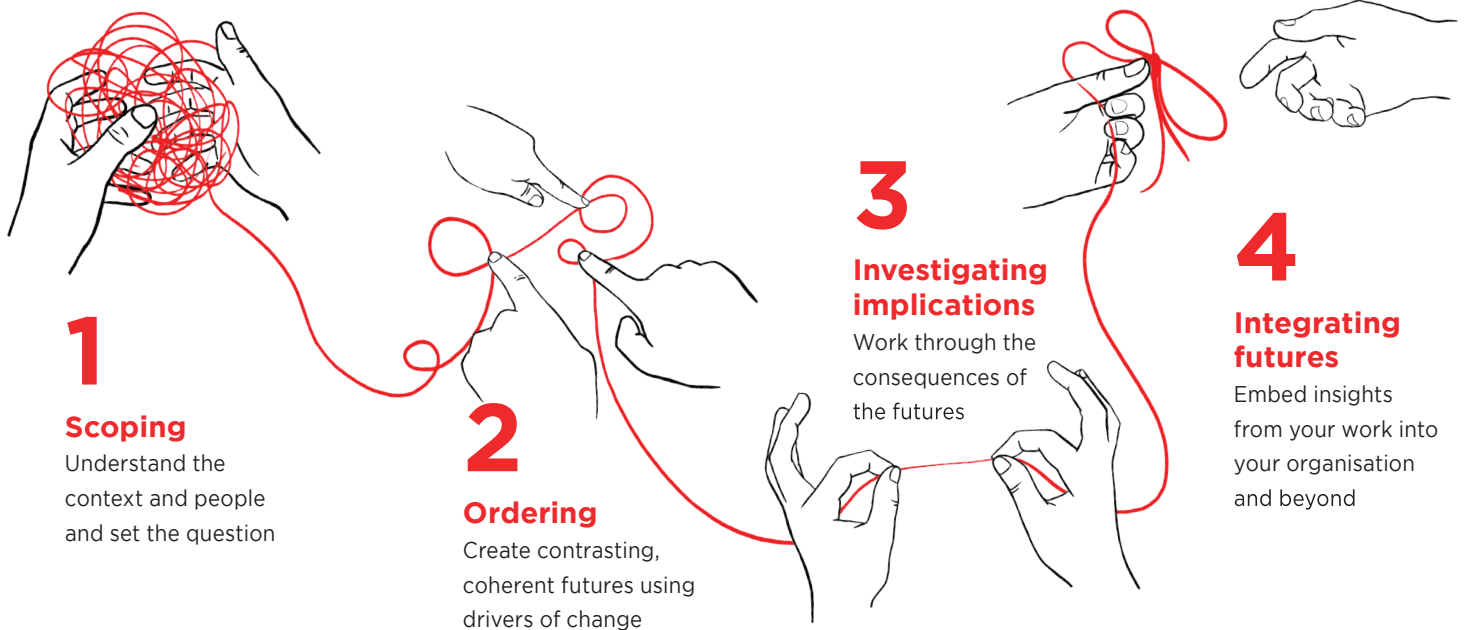 1
Scoping
Understand the
context and people
and set the question
2
Ordering
Create contrasting,
coherent futures using
drivers of change
3
Investigating
implications
Work through the
consequences of
the futures
4
Integrating
futures
Embed insights
from your work into
your organisation
and beyond